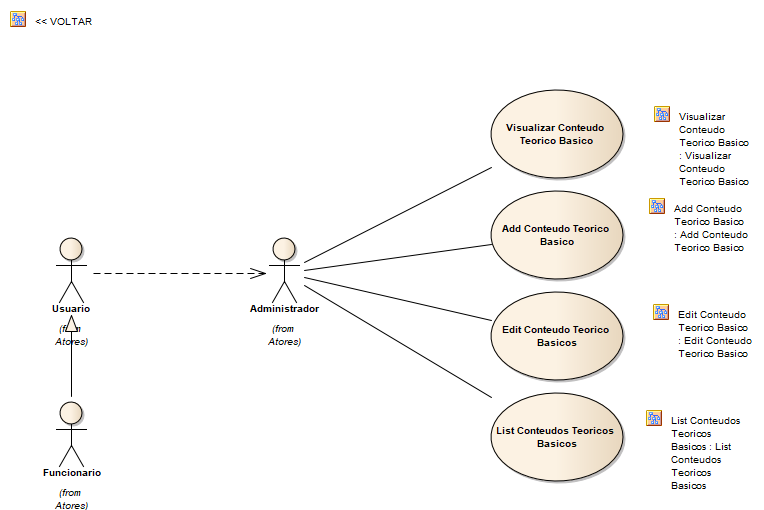 << VOLTAR
Visualizar Conteudo
Teorico Basico
Visualizar
Conteudo
Teorico Basico
: Visualizar
Conteudo
Teorico Basico
Add Conteudo Teorico
Basico
Add Conteudo
Teorico Basico
: Add Conteudo
Teorico Basico
Usuario
(from
Atores)
Administrador
(from
Atores)
Edit Conteudo Teorico
Basicos
Edit Conteudo
Teorico Basico
: Edit Conteudo
Teorico Basico
List Conteudos Teoricos
Basicos
List Conteudos
Teoricos
Basicos : List
Conteudos
Teoricos
Basicos
Funcionario
(from
Atores)